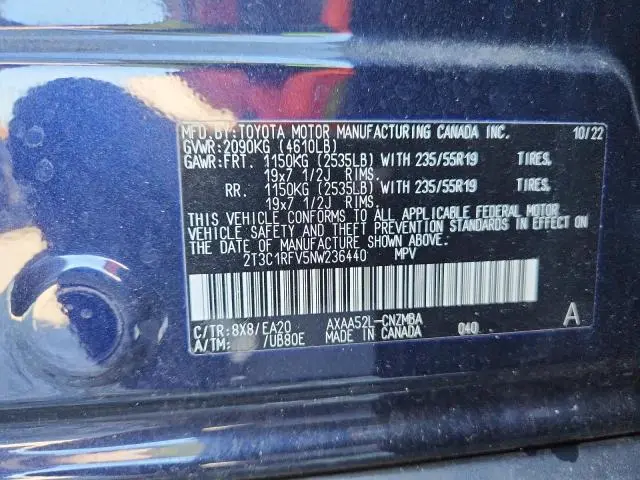 MFD.BY:TOYOTA MOTOR MANUFACTURING CANADA INC. 10/22
GVWR:2090KG (4610LB)
GAWR:FRT. 1150KG (2535LB) WITH 235/55R19 TIRES,
19x7 1/2J RIMS.
RR. 1150KG (2535LB) WITH 235/55R19 TIRES,
19x7 1/2J RIMS.
THIS VEHICLE CONFORMS TO ALL APPLICABLE FEDERAL MOTOR
VEHICLE SAFETY AND THEFT PREVENTION STANDARDS IN EFFECT ON
THE DATE OF MANUFACTURE SHOWN ABOVE.
2T3C1RFV5NW236440 MPV
C/TR:8X8/EA20 AXAA52L-CNZMBA
A/TM: /UB80E MADE IN CANADA 040 A